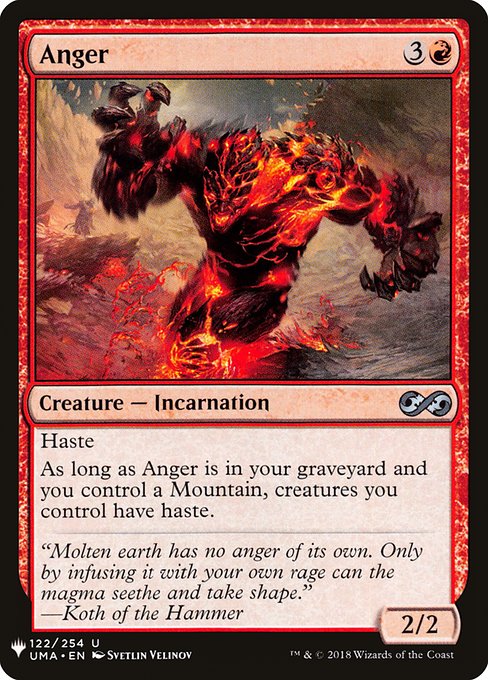 Anger 3
Creature — Incarnation
Haste
As long as Anger is in your graveyard and
you control a Mountain, creatures you
control have haste.
“Molten earth has no anger of its own. Only
by infusing it with your own rage can the
magma seethe and take shape.”
—Koth of the Hammer
2/2
122/254 U
UMA • EN Svetlin Velinov
™ & © 2018 Wizards of the Coast